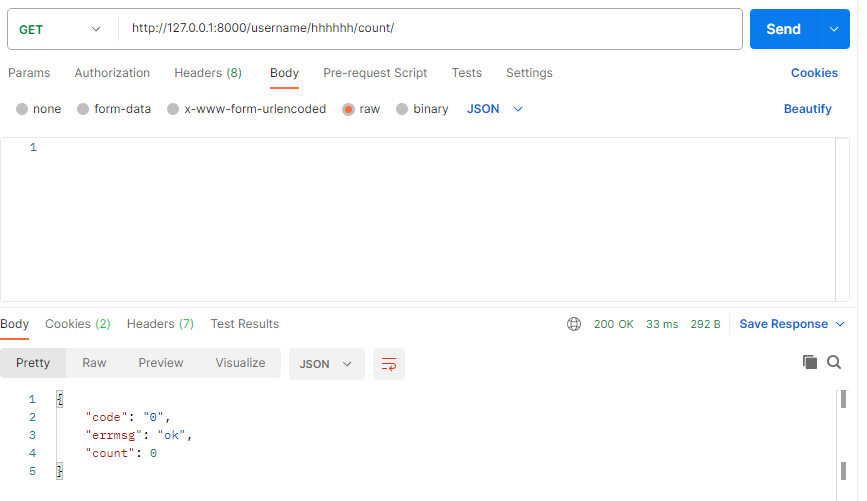 GET http://127.0.0.1:8000/username/hhhhhh/count/ Send
Params Authorization Headers (8) Body Pre-request Script Tests Settings Cookies
none form-data x-www-form-urlencoded raw binary JSON Beautify
1
Body Cookies (2) Headers (7) Test Results 200 OK 33 ms 292 B Save Response
Pretty Raw Preview Visualize JSON
1 {
2 "code": "0",
3 "errmsg": "ok",
4 "count": 0
5 }